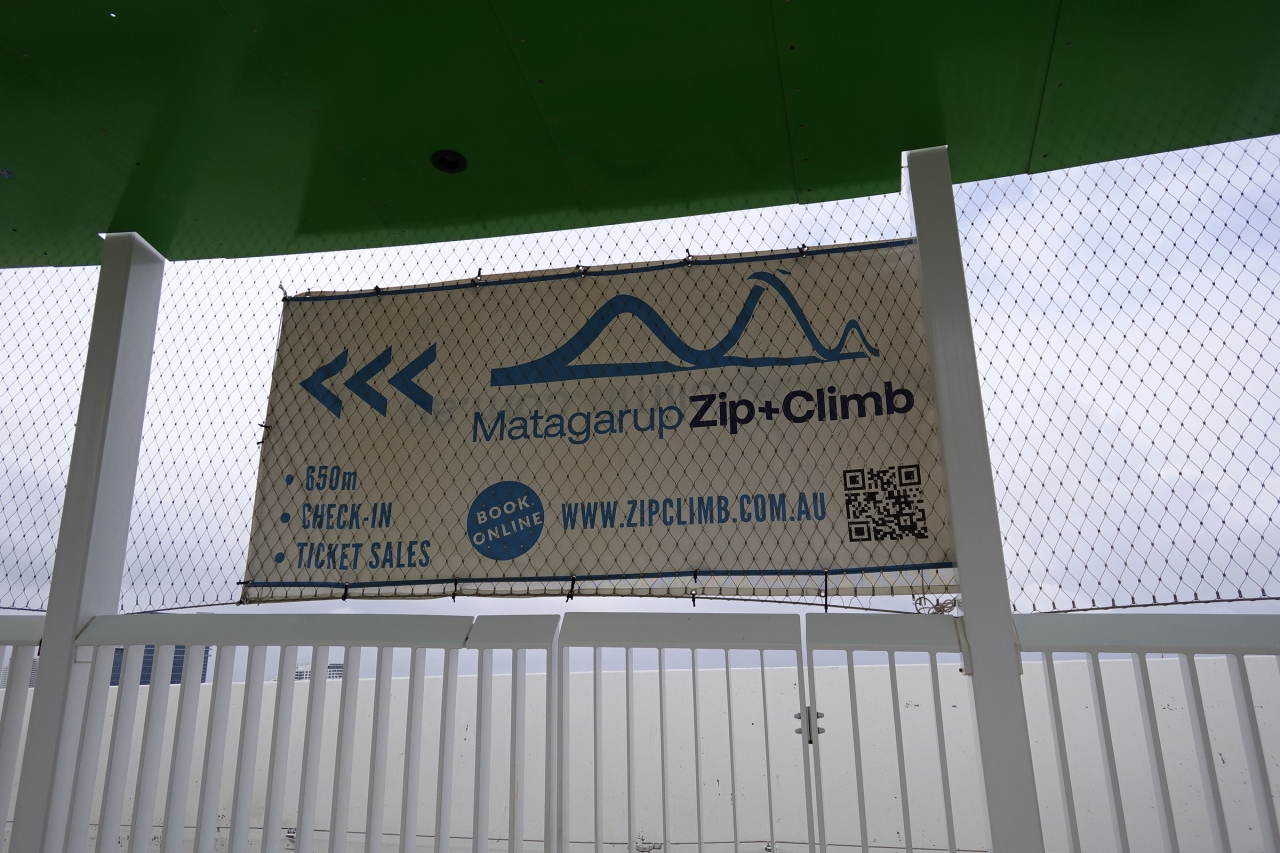 Matagarup Zip+Climb
• 650m
• CHECK-IN
• TICKET SALES
BOOK
ONLINE
WWW.ZIPCLIMB.COM.AU